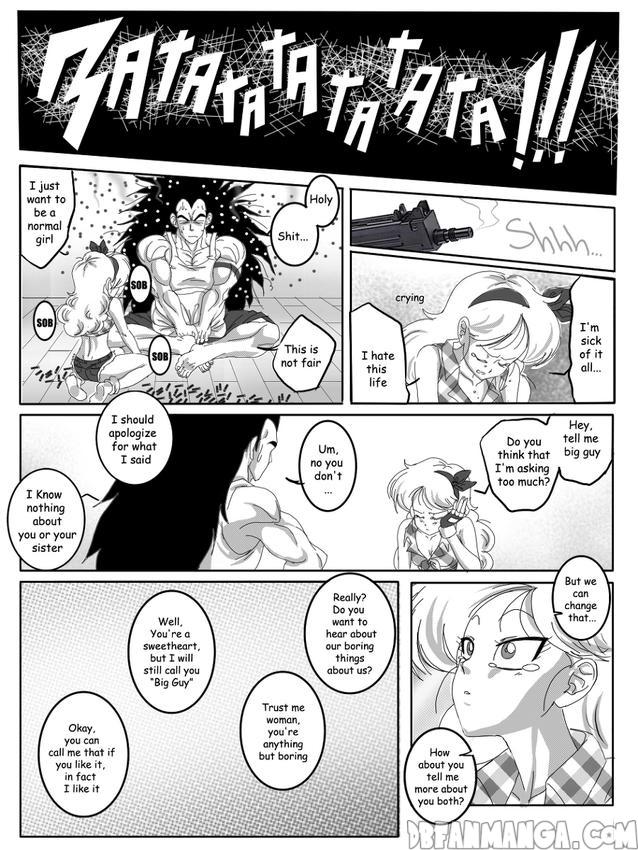 RATATATATATATA!!!
Shhh...
I'm
sick
of it
all...
crying
I hate
this
life
Holy
Shit...
I just
want to
be a
normal
girl
SOB
SOB
SOB
This is
not fair
Hey,
tell me
big guy
Do you
think that
I'm asking
too much?
Um,
no you
don't
...
I should
apologize
for what
I said
I Know
nothing
about
you or your
sister
But we
can
change
that...
How
about you
tell me
more about
you both?
Really?
Do you
want to
hear about
our boring
things
about us?
Trust me
woman,
you're
anything
but boring
Well,
You're a
sweetheart,
but I will
still call you
"Big Guy"
Okay,
you can
call me that if
you like it,
in fact
I like it
DBFANMANGA.COM